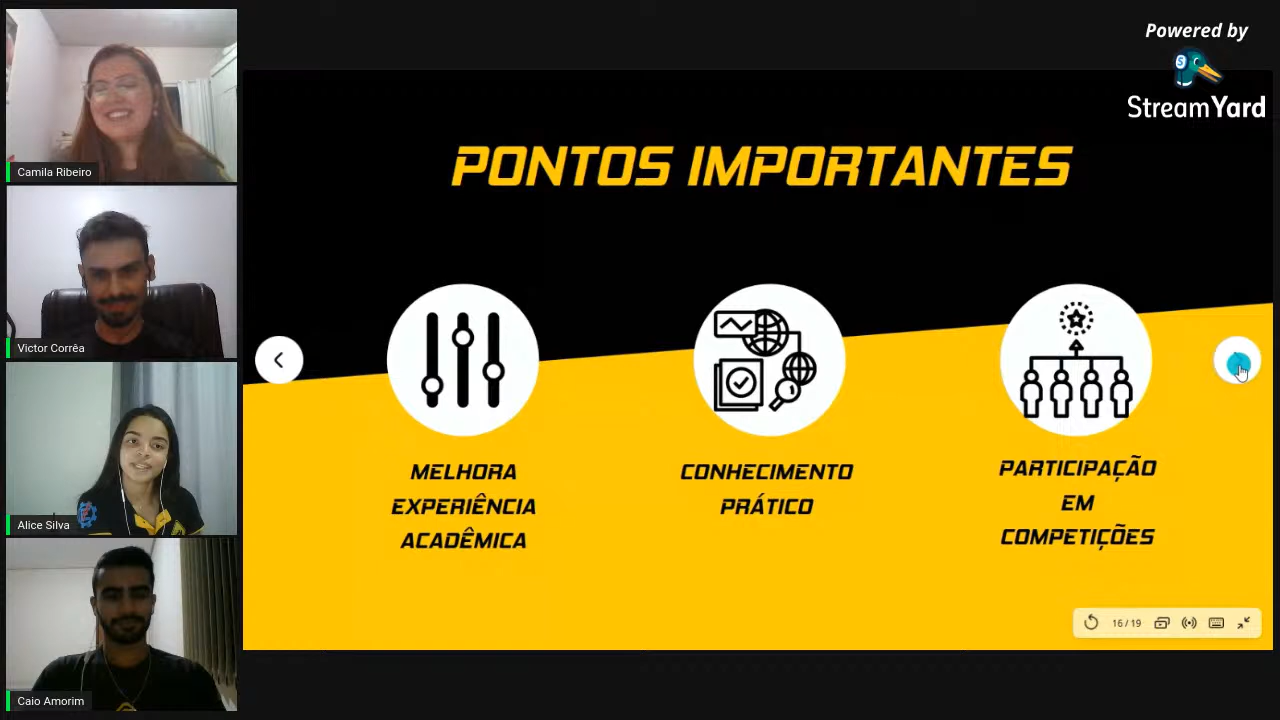 Powered by
StreamYard
Camila Ribeiro
Victor Corrêa
Alice Silva
Caio Amorim
PONTOS IMPORTANTES
MELHORA
EXPERIÊNCIA
ACADÊMICA
CONHECIMENTO
PRÁTICO
PARTICIPAÇÃO
EM
COMPETIÇÕES
16 / 19